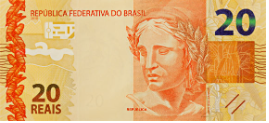 REPÚBLICA FEDERATIVA DO BRASIL
20
20
REAIS